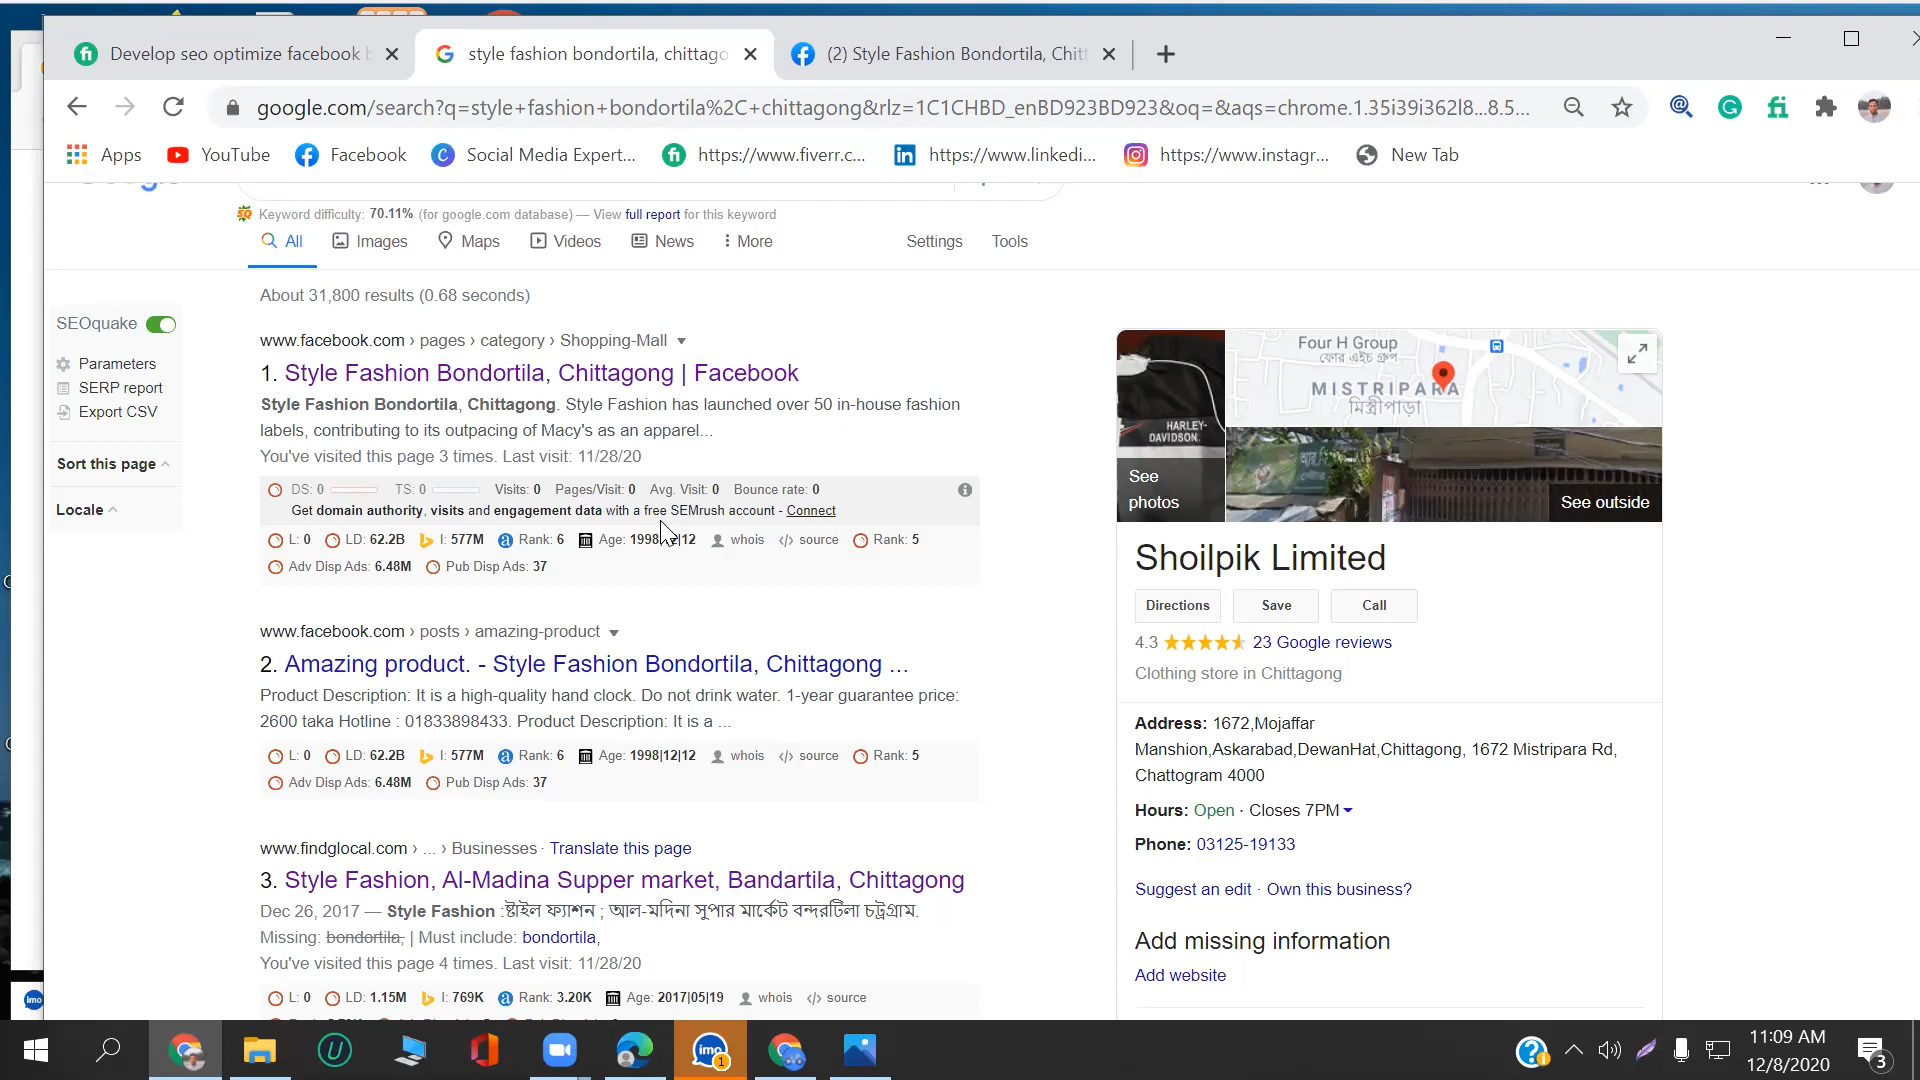 Develop seo optimize facebook b
style fashion bondortila, chittago
(2) Style Fashion Bondortila, Chitt
google.com/search?q=style+fashion+bondortila%2C+chittagong&rlz=1C1CHBD_enBD923BD923&oq=&aqs=chrome.1.35i39i362l8...8.5...
Apps YouTube Facebook Social Media Expert... https://www.fiverr.c... https://www.linkedi... https://www.instagr... New Tab
Keyword difficulty: 70.11% (for google.com database) — View full report for this keyword
All Images Maps Videos News More Settings Tools
About 31,800 results (0.68 seconds)
SEOquake
Parameters
SERP report
Export CSV
Sort this page
Locale
www.facebook.com › pages › category › Shopping-Mall
1. Style Fashion Bondortila, Chittagong | Facebook
Style Fashion Bondortila, Chittagong. Style Fashion has launched over 50 in-house fashion
labels, contributing to its outpacing of Macy's as an apparel...
You've visited this page 3 times. Last visit: 11/28/20
DS: 0 TS: 0 Visits: 0 Pages/Visit: 0 Avg. Visit: 0 Bounce rate: 0
Get domain authority, visits and engagement data with a free SEMrush account - Connect
L: 0 LD: 62.2B I: 577M Rank: 6 Age: 1998|12|12 whois source Rank: 5
Adv Disp Ads: 6.48M Pub Disp Ads: 37
www.facebook.com › posts › amazing-product
2. Amazing product. - Style Fashion Bondortila, Chittagong ...
Product Description: It is a high-quality hand clock. Do not drink water. 1-year guarantee price:
2600 taka Hotline : 01833898433. Product Description: It is a ...
L: 0 LD: 62.2B I: 577M Rank: 6 Age: 1998|12|12 whois source Rank: 5
Adv Disp Ads: 6.48M Pub Disp Ads: 37
www.findglocal.com › ... › Businesses · Translate this page
3. Style Fashion, Al-Madina Supper market, Bandartila, Chittagong
Dec 26, 2017 — Style Fashion :ষ্টাইল ফ্যাশন ; আল-মদিনা সুপার মার্কেট বন্দরটিলা চট্রগ্রাম.
Missing: bondortila, | Must include: bondortila,
You've visited this page 4 times. Last visit: 11/28/20
L: 0 LD: 1.15M I: 769K Rank: 3.20K Age: 2017|05|19 whois source
HARLEY-
DAVIDSON.
See
photos
Four H Group
ফোর এইচ গ্রুপ
MISTRIPARA
মিস্ত্রীপাড়া
See outside
Shoilpik Limited
Directions Save Call
4.3 23 Google reviews
Clothing store in Chittagong
Address: 1672,Mojaffar
Manshion,Askarabad,DewanHat,Chittagong, 1672 Mistripara Rd,
Chattogram 4000
Hours: Open · Closes 7PM
Phone: 03125-19133
Suggest an edit · Own this business?
Add missing information
Add website
imo
imo 1
11:09 AM
12/8/2020
3